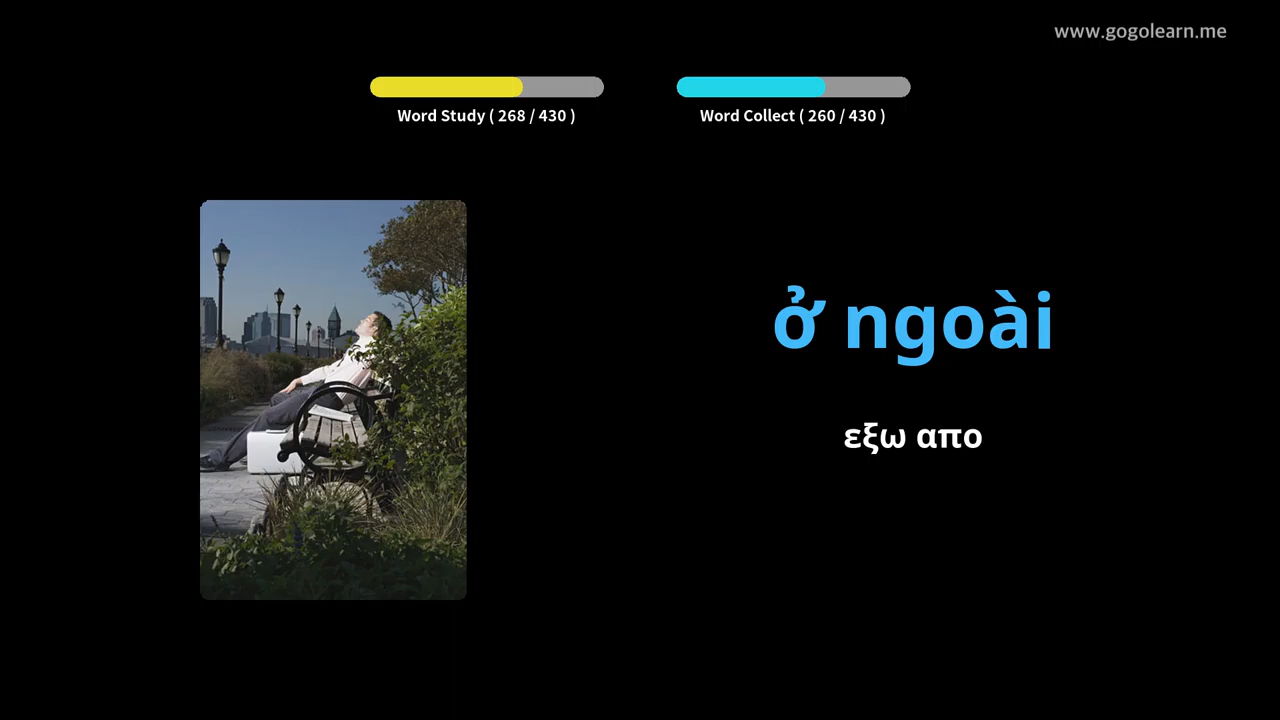 www.gogolearn.me
Word Study ( 268 / 430 )
Word Collect ( 260 / 430 )
ở ngoài
εξω απο